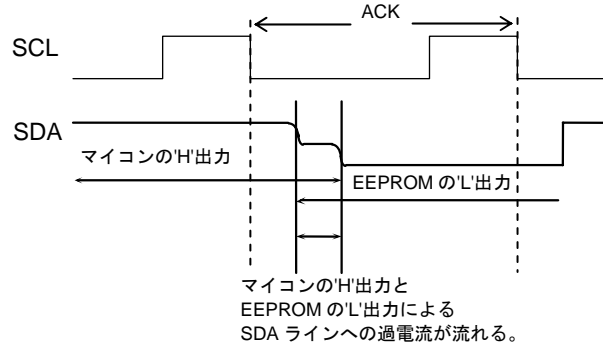 ACK
SCL
SDA
マイコンの'H'出力
EEPROM の'L'出力
マイコンの'H'出力と
EEPROM の'L'出力による
SDA ラインへの過電流が流れる。